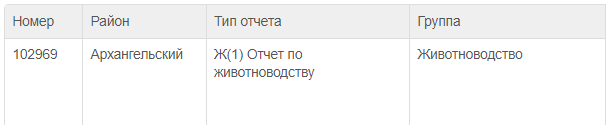 Номер Район Тип отчета Группа
102969 Архангельский Ж(1) Отчет по Животноводство
животноводству